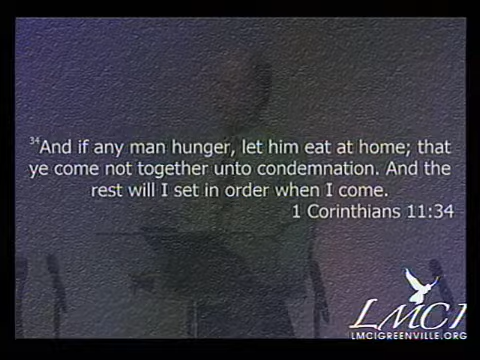 34And if any man hunger, let him eat at home; that
ye come not together unto condemnation. And the
rest will I set in order when I come.
1 Corinthians 11:34
LMCI
LMCIGREENVILLE.ORG